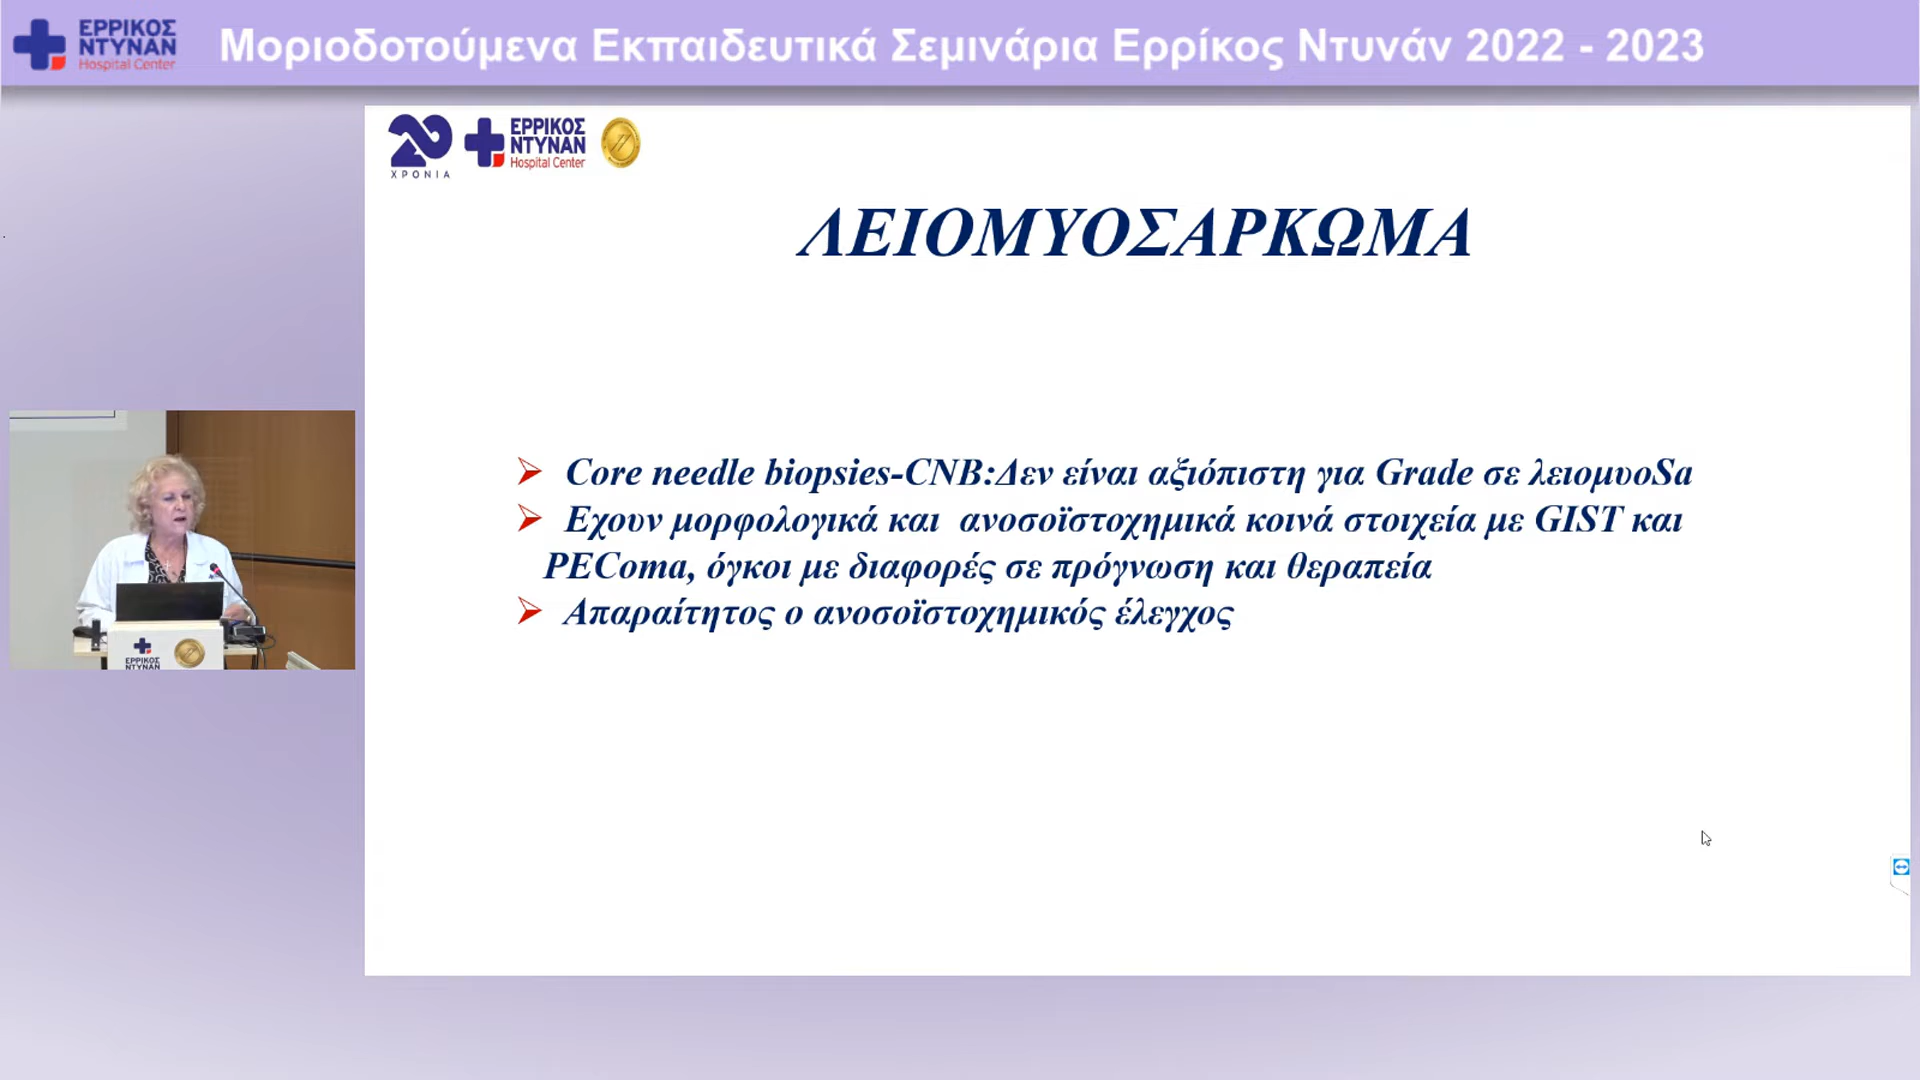 ΕΡΡΙΚΟΣ
ΝΤΥΝΑΝ
Hospital Center
Μοριοδοτούμενα Εκπαιδευτικά Σεμινάρια Ερρίκος Ντυνάν 2022 - 2023
20
ΧΡΟΝΙΑ
ΕΡΡΙΚΟΣ
ΝΤΥΝΑΝ
Hospital Center
ΛΕΙΟΜΥΟΣΑΡΚΩΜΑ
Core needle biopsies-CNB:Δεν είναι αξιόπιστη για Grade σε λειομυοSa
Εχουν μορφολογικά και ανοσοϊστοχημικά κοινά στοιχεία με GIST και
PEComa, όγκοι με διαφορές σε πρόγνωση και θεραπεία
Απαραίτητος ο ανοσοϊστοχημικός έλεγχος
ΕΡΡΙΚΟΣ
ΝΤΥΝΑΝ